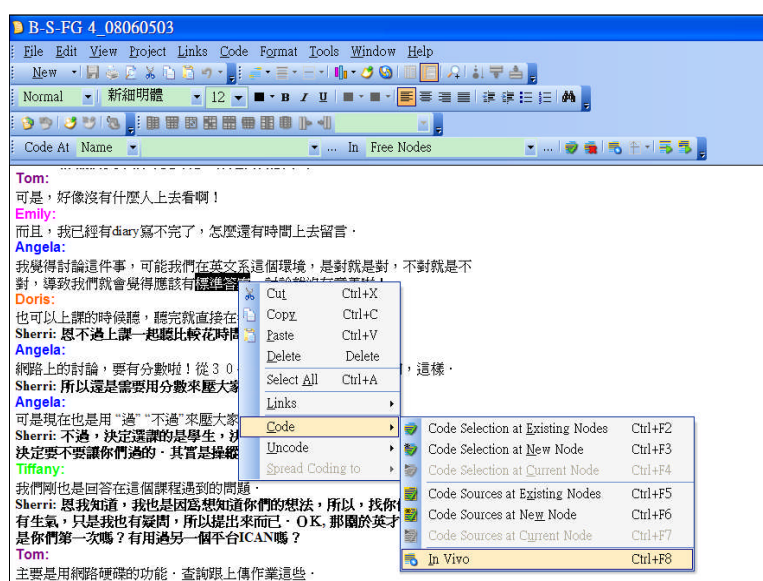 B-S-FG 4_08060503
File Edit View Project Links Code Format Tools Window Help
New
Normal 新細明體 12 B I U
Code At Name ... In Free Nodes ...
Tom:
可是，好像沒有什麼人上去看啊！
Emily:
而且，我已經有diary寫不完了，怎麼還有時間上去留言．
Angela:
我覺得討論這件事，可能我們在英文系這個環境，是對就是對，不對就是不
對，導致我們就會覺得應該有標準答
Doris:
也可以上課的時候聽，聽完就直接在
Sherri: 恩不過上課一起聽比較花時間
Angela:
網路上的討論，要有分數啦！從３０ ，這樣．
Sherri: 所以還是需要用分數來壓大家
Angela:
可是現在也是用 “過” “不過”來壓大家
Sherri: 不過，決定選課的是學生，決
決定要不要讓你們過的．其實是操縱
Tiffany:
我們剛也是回答在這個課程遇到的問題．
Sherri: 恩我知道，我也是因為想知道你們的想法，所以，找你
有生氣，只是我也有疑問，所以提出來而已．OK, 那關於英才
是你們第一次嗎？有用過另一個平台ICAN嗎？
Tom:
主要是用網路硬碟的功能．查詢跟上傳作業這些．
Cut Ctrl+X
Copy Ctrl+C
Paste Ctrl+V
Delete Delete
Select All Ctrl+A
Links
Code
Uncode
Spread Coding to
Code Selection at Existing Nodes Ctrl+F2
Code Selection at New Node Ctrl+F3
Code Selection at Current Node Ctrl+F4
Code Sources at Existing Nodes Ctrl+F5
Code Sources at New Node Ctrl+F6
Code Sources at Current Node Ctrl+F7
In Vivo Ctrl+F8